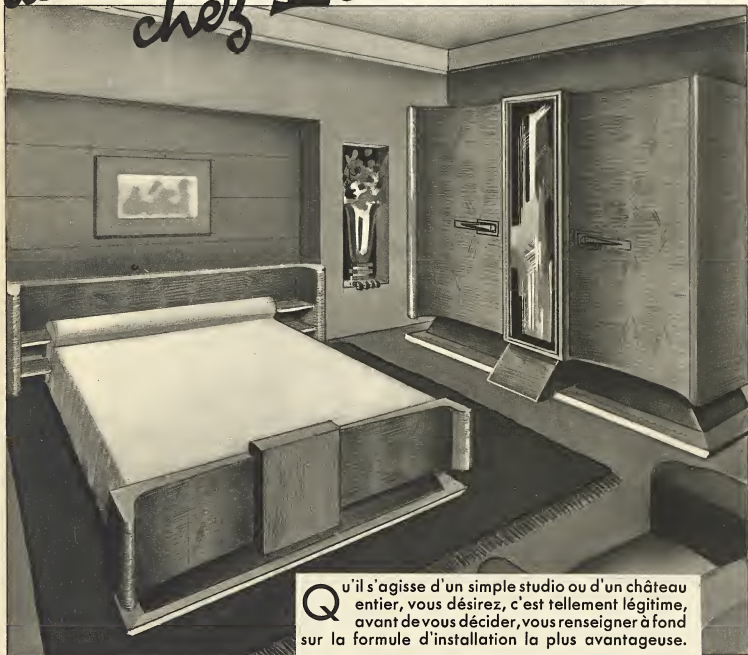 chez
Qu'il s'agisse d'un simple studio ou d'un château
entier, vous désirez, c'est tellement légitime,
avant de vous décider, vous renseigner à fond
sur la formule d'installation la plus avantageuse.